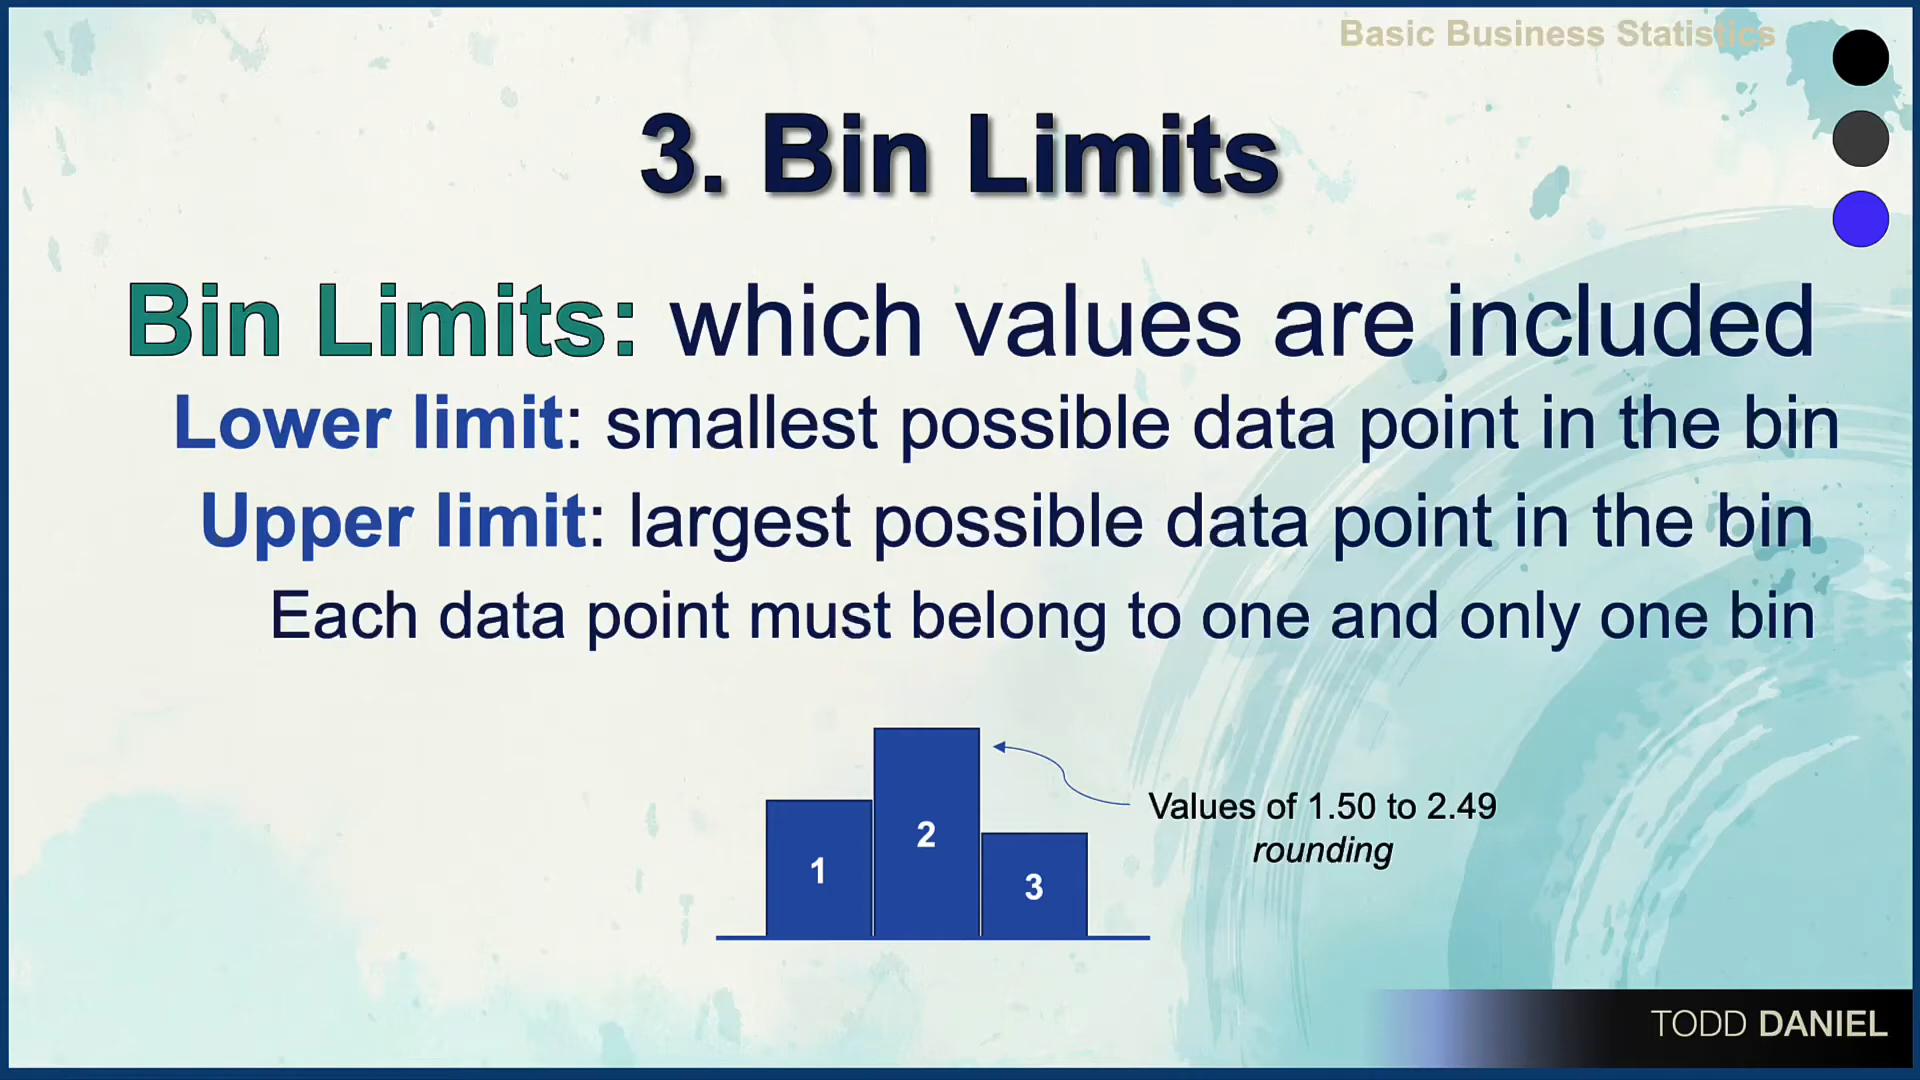 Basic Business Statistics
3. Bin Limits
Bin Limits: which values are included
Lower limit: smallest possible data point in the bin
Upper limit: largest possible data point in the bin
Each data point must belong to one and only one bin
1
2
3
Values of 1.50 to 2.49
rounding
TODD DANIEL